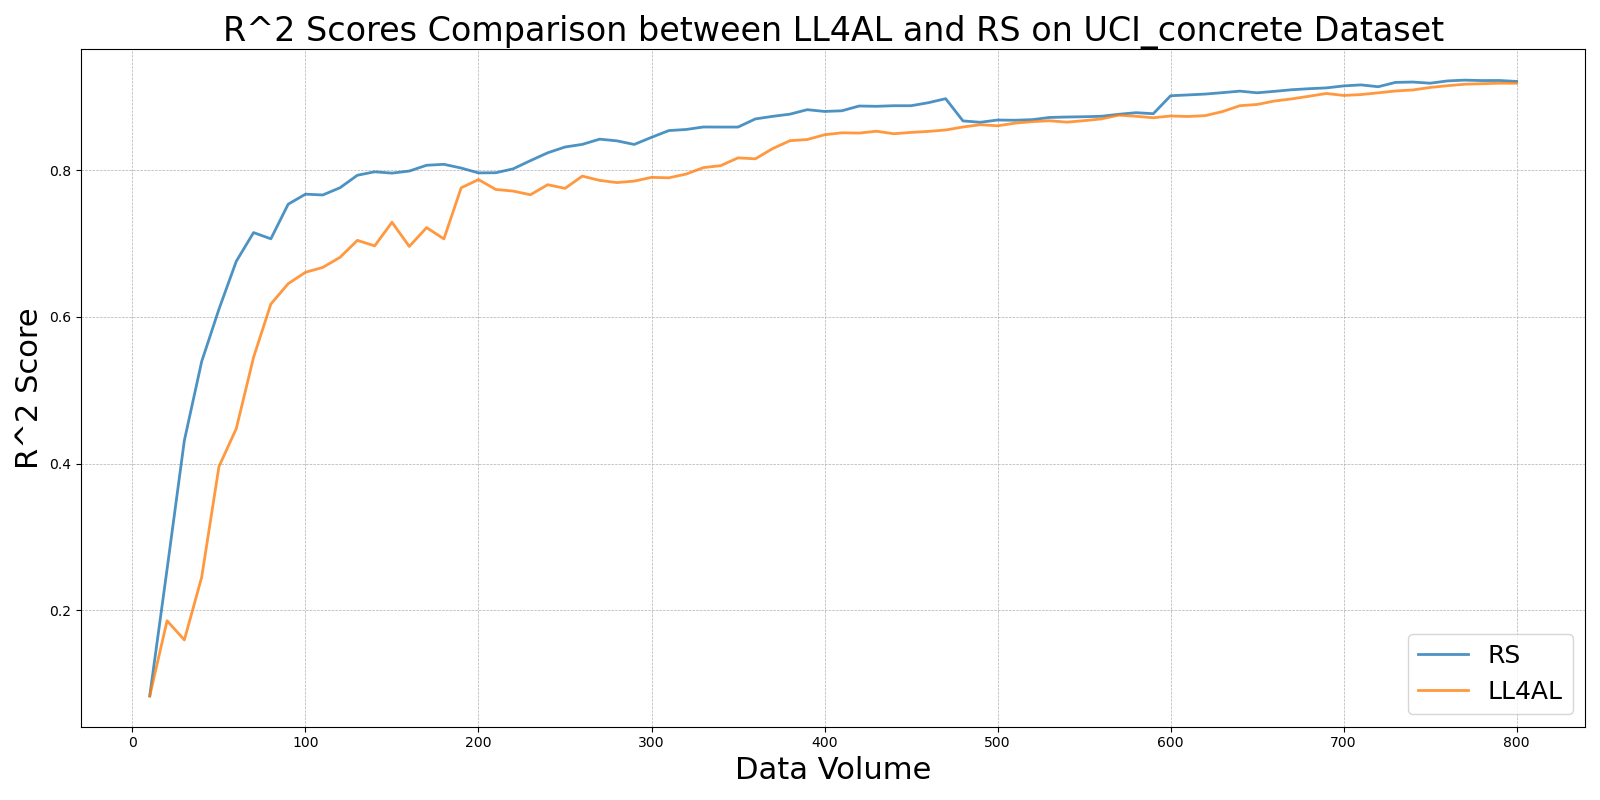 R^2 Scores Comparison between LL4AL and RS on UCI_concrete Dataset
R^2 Score
0.8
0.6
0.4
0.2
RS
LL4AL
0 100 200 300 400 500 600 700 800
Data Volume